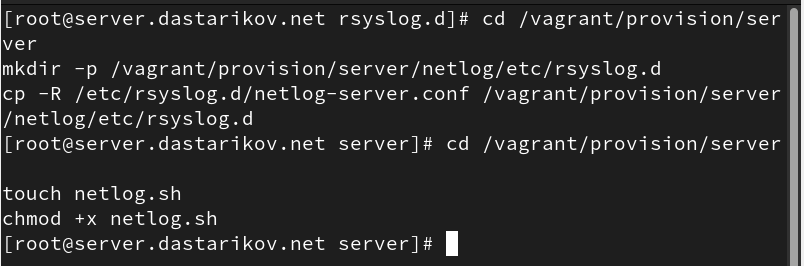 [root@server.dastarikov.net rsyslog.d]# cd /vagrant/provision/ser
ver
mkdir -p /vagrant/provision/server/netlog/etc/rsyslog.d
cp -R /etc/rsyslog.d/netlog-server.conf /vagrant/provision/server
/netlog/etc/rsyslog.d
[root@server.dastarikov.net server]# cd /vagrant/provision/server
touch netlog.sh
chmod +x netlog.sh
[root@server.dastarikov.net server]#